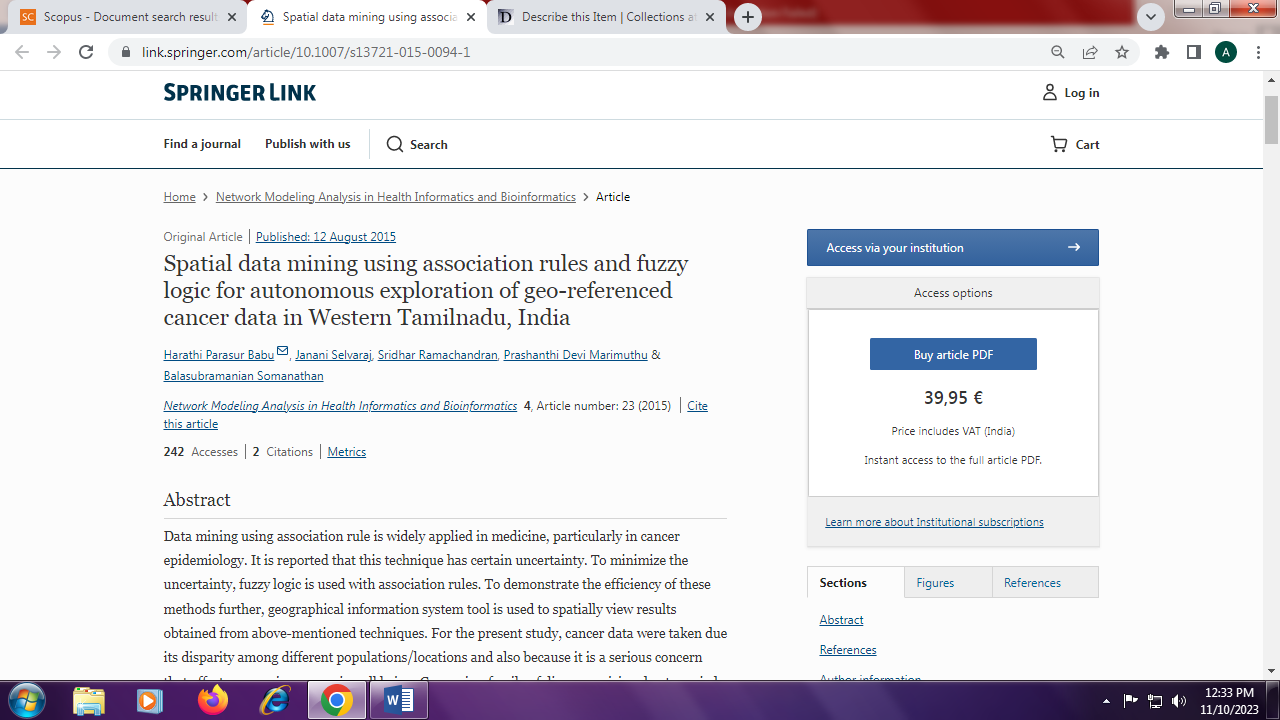 Scopus - Document search result
Spatial data mining using associa
Describe this Item | Collections a
link.springer.com/article/10.1007/s13721-015-0094-1
A
SPRINGER LINK
Log in
Find a journal
Publish with us
Search
Cart
Home > Network Modeling Analysis in Health Informatics and Bioinformatics > Article
Original Article | Published: 12 August 2015
Spatial data mining using association rules and fuzzy
logic for autonomous exploration of geo-referenced
cancer data in Western Tamilnadu, India
Harathi Parasur Babu, Janani Selvaraj, Sridhar Ramachandran, Prashanthi Devi Marimuthu &
Balasubramanian Somanathan
Network Modeling Analysis in Health Informatics and Bioinformatics 4, Article number: 23 (2015) | Cite
this article
242 Accesses | 2 Citations | Metrics
Abstract
Data mining using association rule is widely applied in medicine, particularly in cancer
epidemiology. It is reported that this technique has certain uncertainty. To minimize the
uncertainty, fuzzy logic is used with association rules. To demonstrate the efficiency of these
methods further, geographical information system tool is used to spatially view results
obtained from above-mentioned techniques. For the present study, cancer data were taken due
its disparity among different populations/locations and also because it is a serious concern
Access via your institution
Access options
Buy article PDF
39,95 €
Price includes VAT (India)
Instant access to the full article PDF.
Learn more about Institutional subscriptions
Sections
Figures
References
Abstract
References
Author information
12:33 PM
11/10/2023